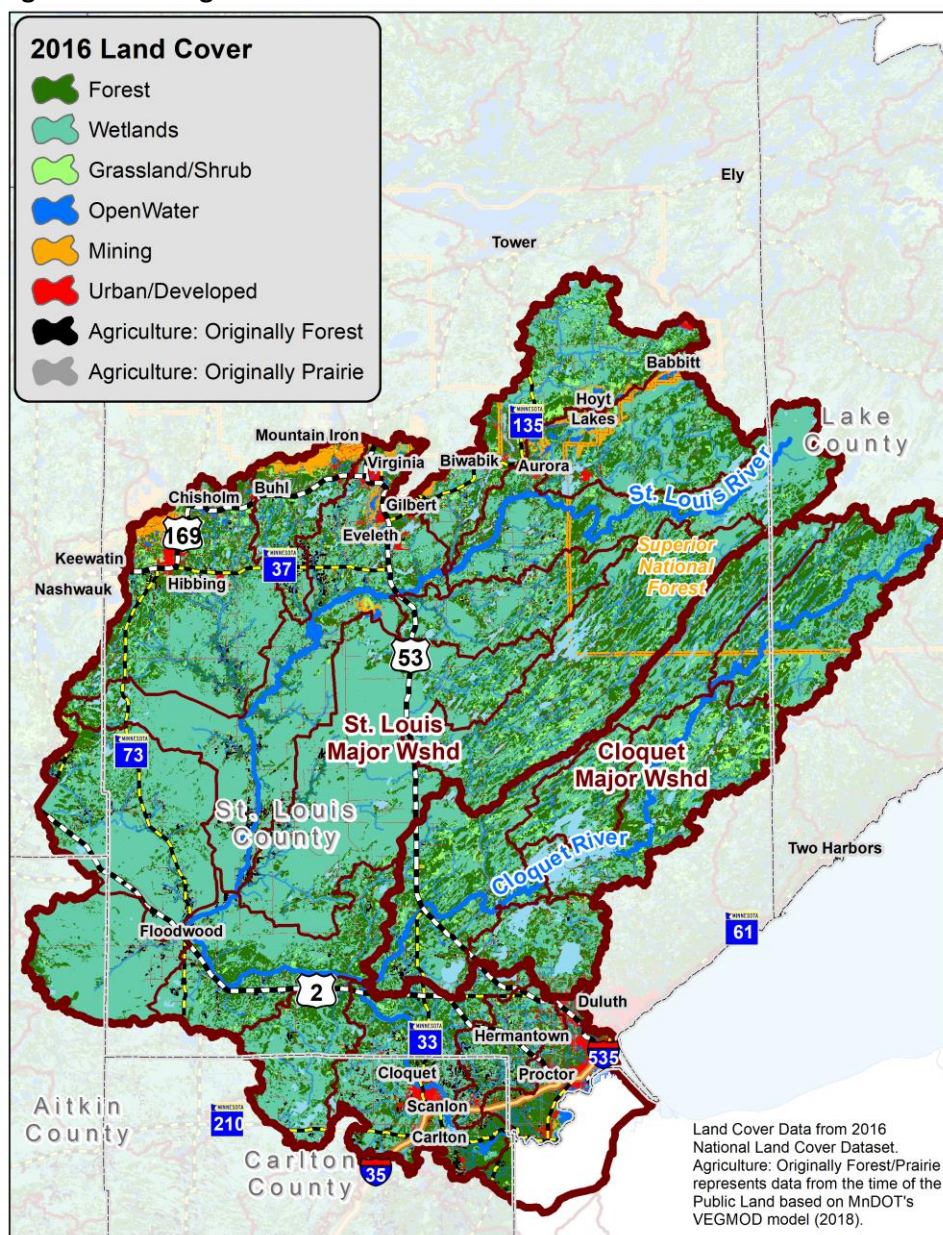 2016 Land Cover
Forest
Wetlands
Grassland/Shrub
OpenWater
Mining
Urban/Developed
Agriculture: Originally Forest
Agriculture: Originally Prairie
Ely
Tower
Babbitt
Hoyt
Lakes
MINNESOTA
135
Lake
County
Mountain Iron
Virginia
Biwabik
Aurora
Buhl
Chisholm
Gilbert
St. Louis River
169
Eveleth
Superior
National
Forest
Keewatin
37
Nashwauk
Hibbing
53
St. Louis
Major Wshd
Cloquet
Major Wshd
MINNESOTA
73
St. Louis
County
Two Harbors
Cloquet River
MINNESOTA
61
Floodwood
2
Duluth
MINNESOTA
33
Hermantown
535
Cloquet
Proctor
Scanlon
Aitkin
County
MINNESOTA
210
Carlton
Carlton
County
35
Land Cover Data from 2016
National Land Cover Dataset.
Agriculture: Originally Forest/Prairie
represents data from the time of the
Public Land based on MnDOT's
VEGMOD model (2018).